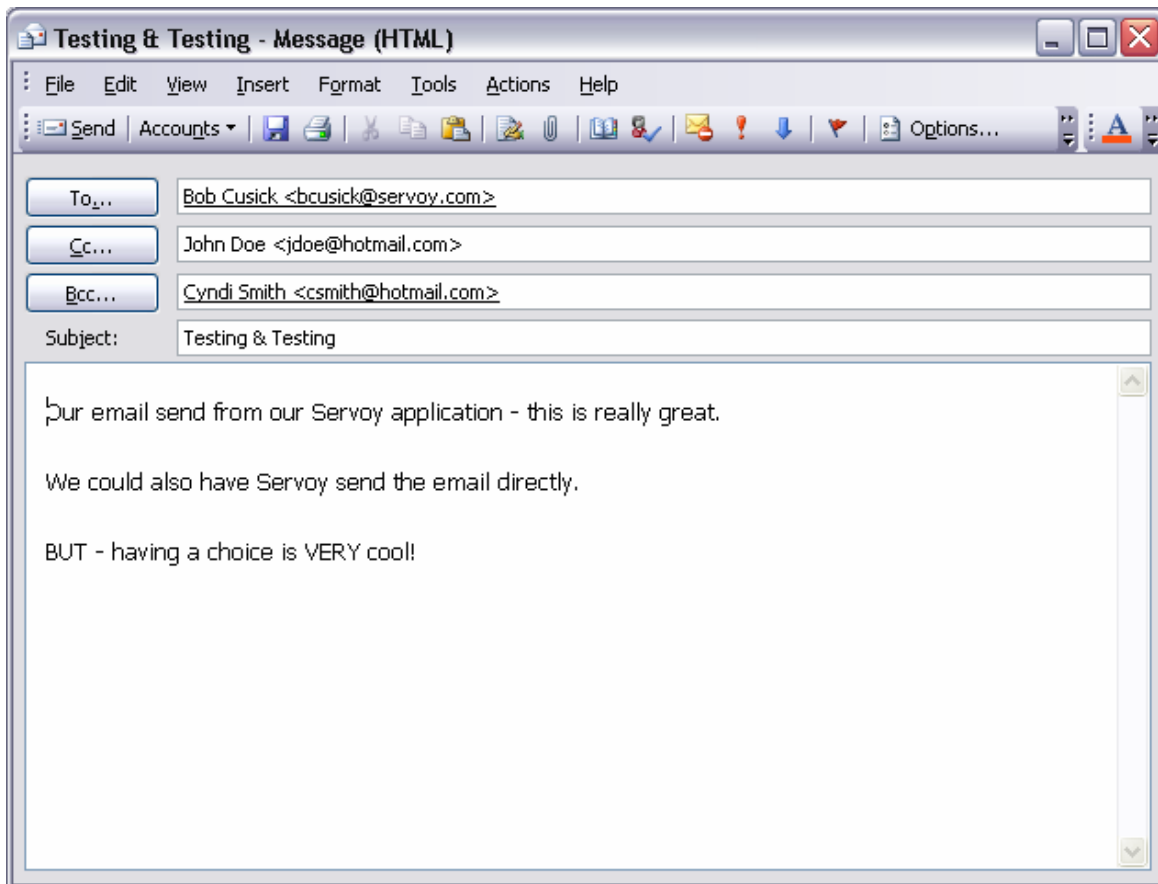 Testing & Testing - Message (HTML)
File Edit View Insert Format Tools Actions Help
Send Accounts Options... A
To... Bob Cusick <bcusick@servoy.com>
Cc... John Doe <jdoe@hotmail.com>
Bcc... Cyndi Smith <csmith@hotmail.com>
Subject: Testing & Testing
Our email send from our Servoy application - this is really great.
We could also have Servoy send the email directly.
BUT - having a choice is VERY cool!